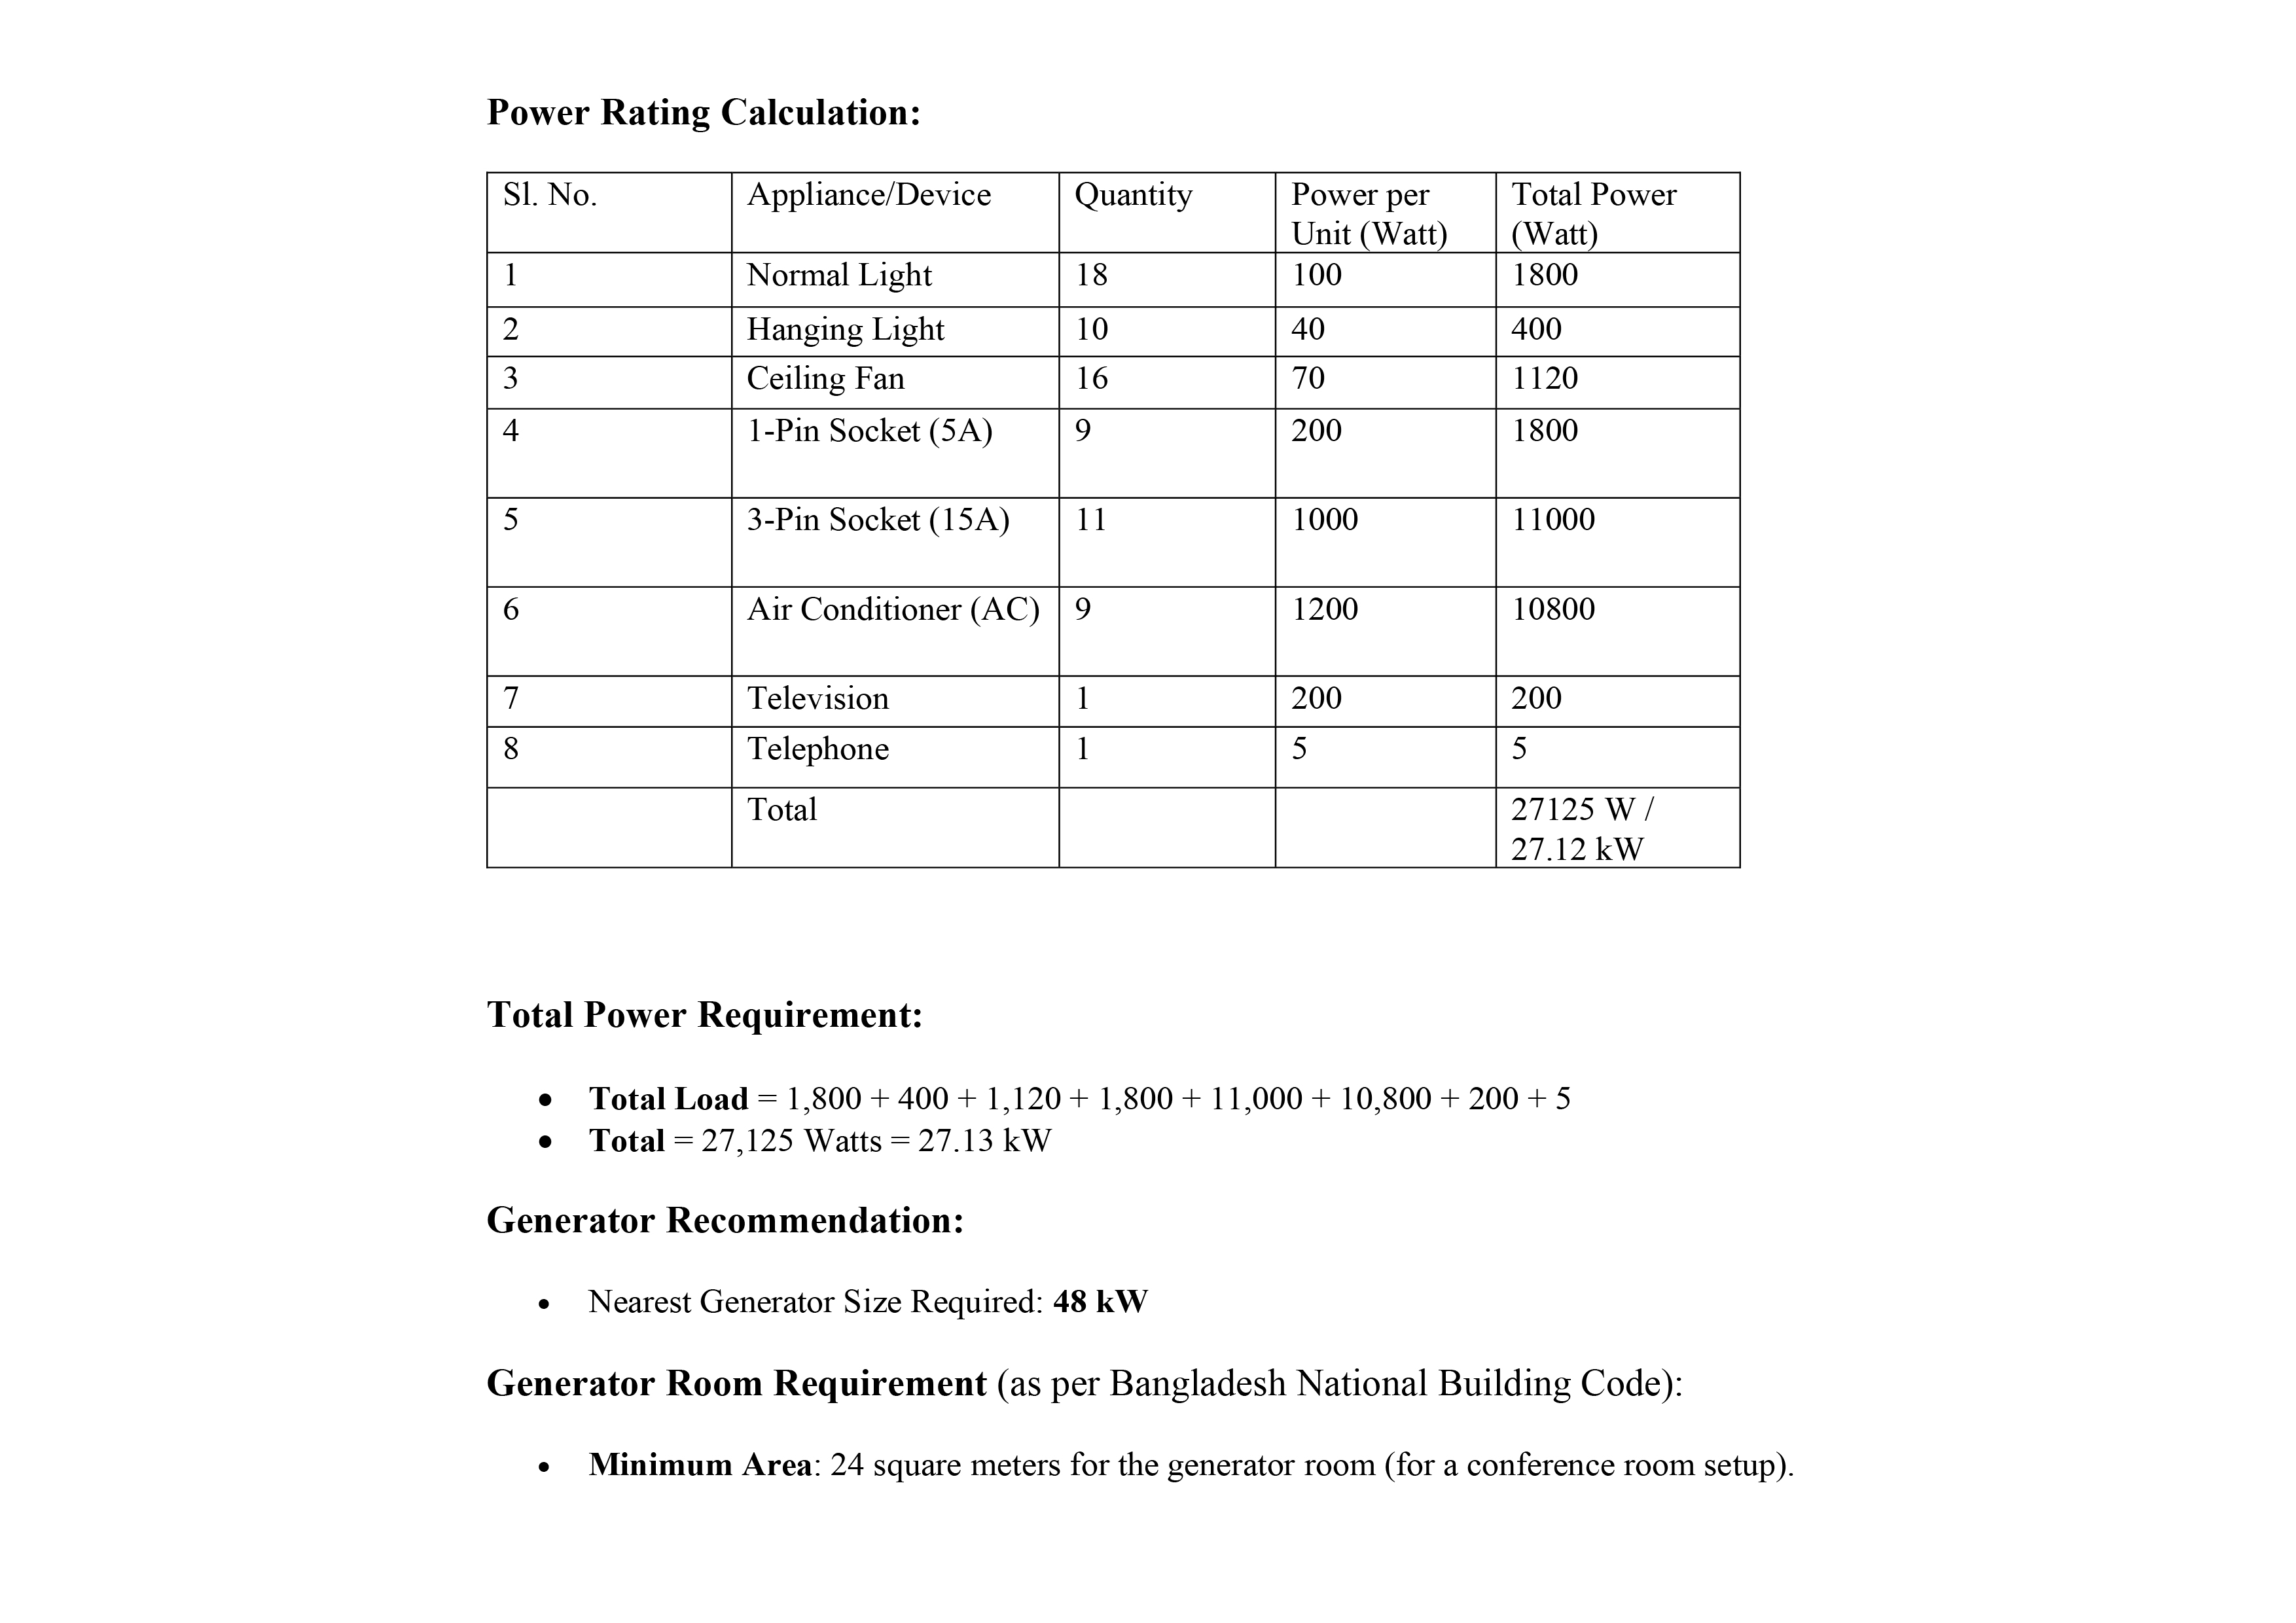 Power Rating Calculation:
Sl. No. Appliance/Device Quantity Power per Unit (Watt) Total Power (Watt)
1 Normal Light 18 100 1800
2 Hanging Light 10 40 400
3 Ceiling Fan 16 70 1120
4 1-Pin Socket (5A) 9 200 1800
5 3-Pin Socket (15A) 11 1000 11000
6 Air Conditioner (AC) 9 1200 10800
7 Television 1 200 200
8 Telephone 1 5 5
Total 27125 W / 27.12 kW
Total Power Requirement:
• Total Load = 1,800 + 400 + 1,120 + 1,800 + 11,000 + 10,800 + 200 + 5
• Total = 27,125 Watts = 27.13 kW
Generator Recommendation:
• Nearest Generator Size Required: 48 kW
Generator Room Requirement (as per Bangladesh National Building Code):
• Minimum Area: 24 square meters for the generator room (for a conference room setup).